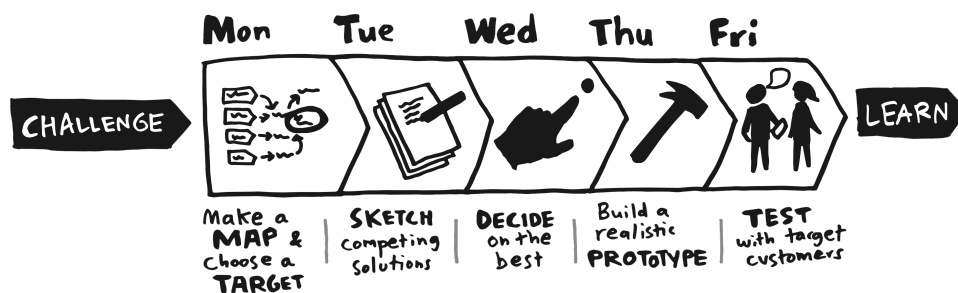 Mon Tue Wed Thu Fri
CHALLENGE
LEARN
Make a
MAP &
choose a
TARGET
SKETCH
competing
solutions
DECIDE
on the
best
Build a
realistic
PROTOTYPE
TEST
with target
customers